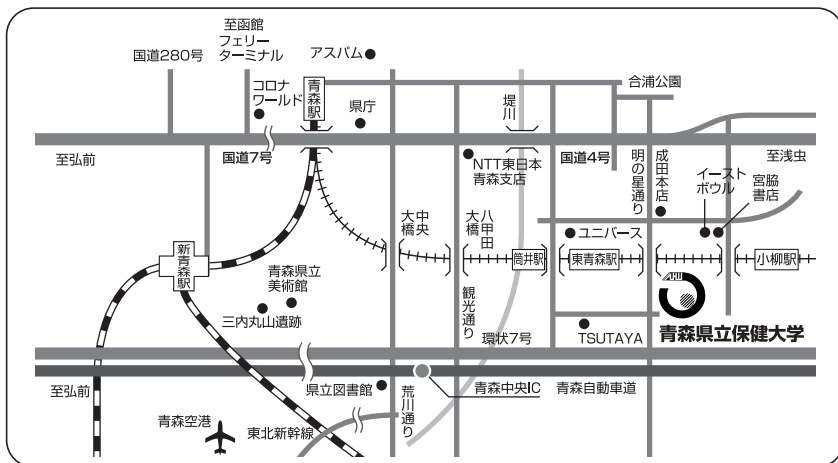 至函館
フェリー
ターミナル
国道280号
アスパム
コロナ
ワールド
青森駅
県庁
堤川
合浦公園
至弘前
国道7号
NTT東日本
青森支店
国道4号
明の星通り
成田本店
イースト
ボウル
宮脇
書店
至浅虫
中央
大橋
八甲田
大橋
ユニバース
新青森駅
筒井駅
東青森駅
小柳駅
青森県立
美術館
三内丸山遺跡
観光通り
環状7号
TSUTAYA
AHU
青森県立保健大学
至弘前
県立図書館
荒川通り
青森中央IC
青森自動車道
青森空港
東北新幹線